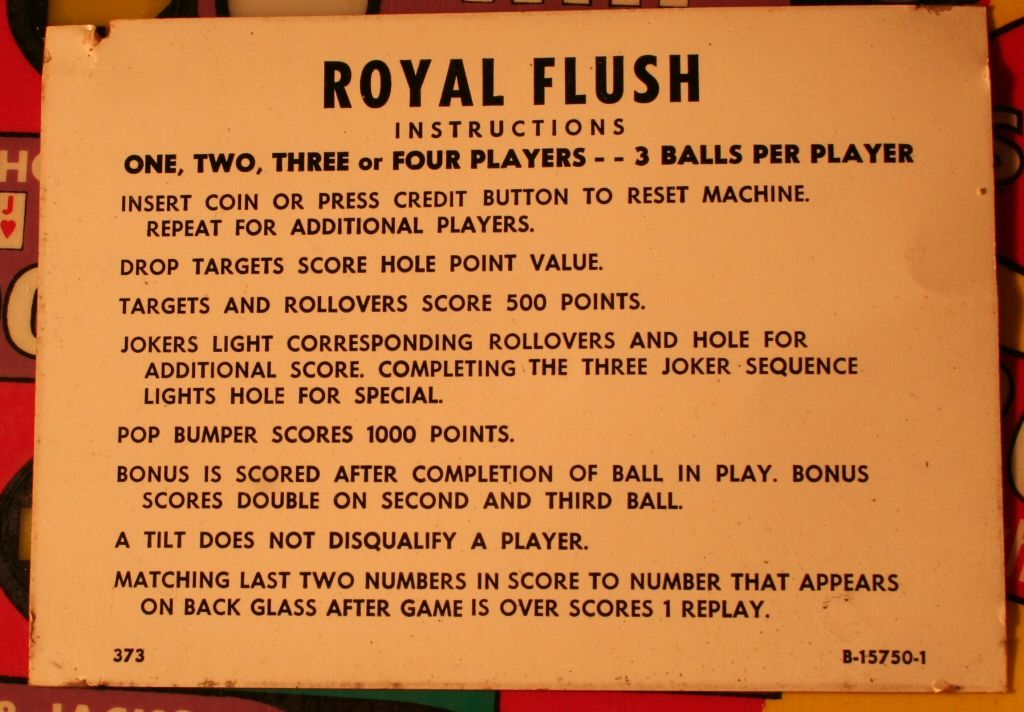 ROYAL FLUSH
INSTRUCTIONS
ONE, TWO, THREE or FOUR PLAYERS - - 3 BALLS PER PLAYER
INSERT COIN OR PRESS CREDIT BUTTON TO RESET MACHINE.
REPEAT FOR ADDITIONAL PLAYERS.
DROP TARGETS SCORE HOLE POINT VALUE.
TARGETS AND ROLLOVERS SCORE 500 POINTS.
JOKERS LIGHT CORRESPONDING ROLLOVERS AND HOLE FOR
ADDITIONAL SCORE. COMPLETING THE THREE JOKER SEQUENCE
LIGHTS HOLE FOR SPECIAL.
POP BUMPER SCORES 1000 POINTS.
BONUS IS SCORED AFTER COMPLETION OF BALL IN PLAY. BONUS
SCORES DOUBLE ON SECOND AND THIRD BALL.
A TILT DOES NOT DISQUALIFY A PLAYER.
MATCHING LAST TWO NUMBERS IN SCORE TO NUMBER THAT APPEARS
ON BACK GLASS AFTER GAME IS OVER SCORES 1 REPLAY.
373 B-15750-1
J